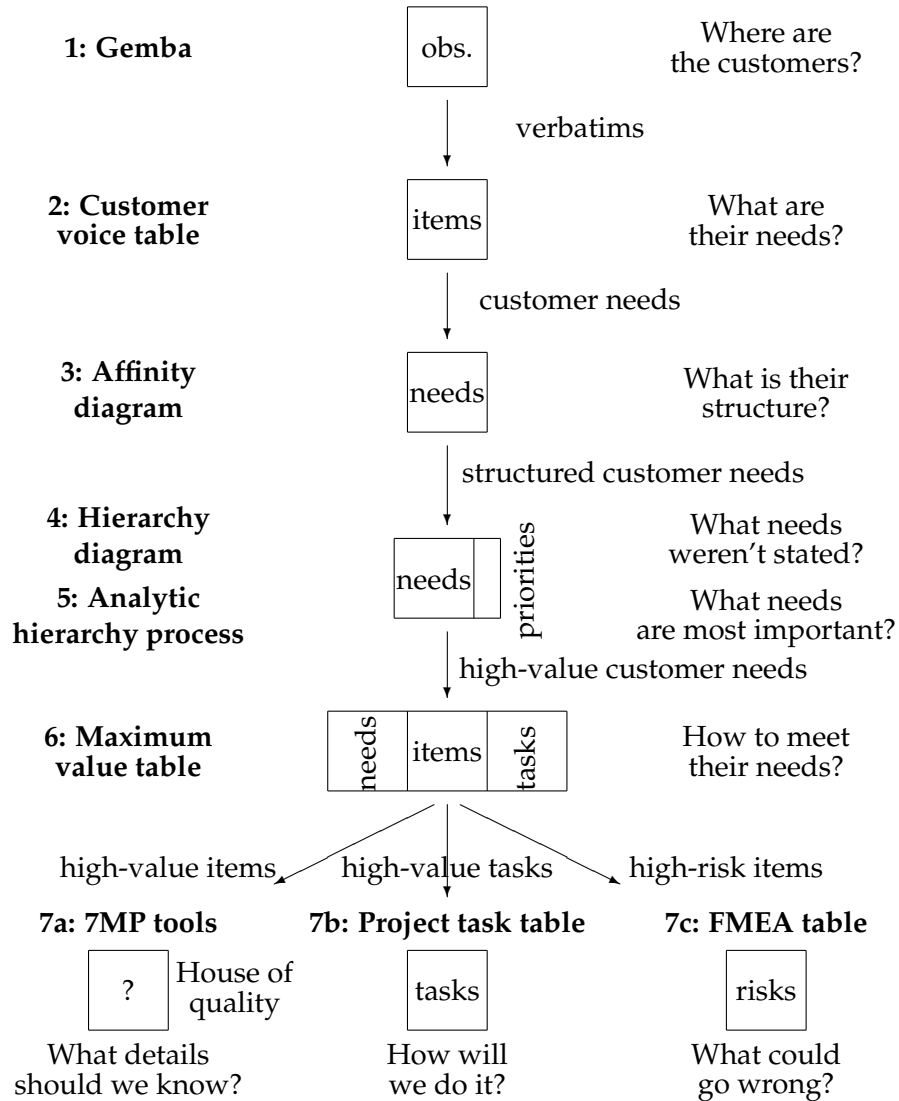 1: Gemba
obs.
Where are
the customers?
verbatims
2: Customer
voice table
items
What are
their needs?
customer needs
3: Affinity
diagram
needs
What is their
structure?
structured customer needs
4: Hierarchy
diagram
needs
priorities
What needs
weren't stated?
5: Analytic
hierarchy process
What needs
are most important?
high-value customer needs
6: Maximum
value table
needs
items
tasks
How to meet
their needs?
high-value items
high-value tasks
high-risk items
7a: 7MP tools
7b: Project task table
7c: FMEA table
?
House of
quality
tasks
risks
What details
should we know?
How will
we do it?
What could
go wrong?